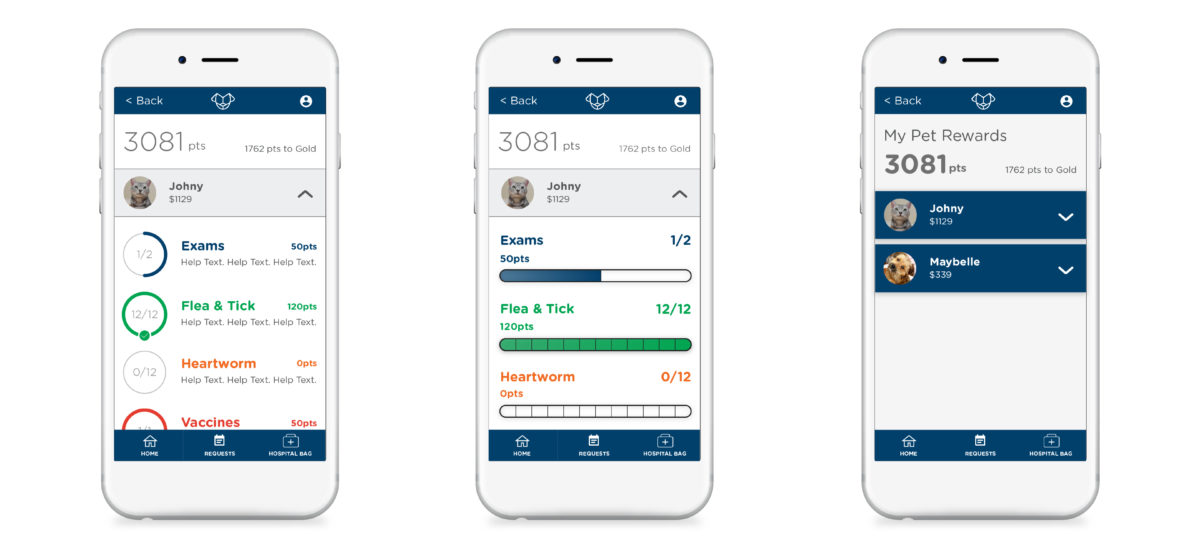 < Back
3081 pts
1762 pts to Gold
Johny
$1129
1/2
Exams
50pts
Help Text. Help Text. Help Text.
12/12
Flea & Tick
120pts
Help Text. Help Text. Help Text.
0/12
Heartworm
0pts
Help Text. Help Text. Help Text.
Vaccines
50pts
HOME
REQUESTS
HOSPITAL BAG
< Back
3081 pts
1762 pts to Gold
Johny
$1129
Exams
1/2
50pts
Flea & Tick
12/12
120pts
Heartworm
0/12
0pts
HOME
REQUESTS
HOSPITAL BAG
< Back
My Pet Rewards
3081 pts
1762 pts to Gold
Johny
$1129
Maybelle
$339
HOME
REQUESTS
HOSPITAL BAG